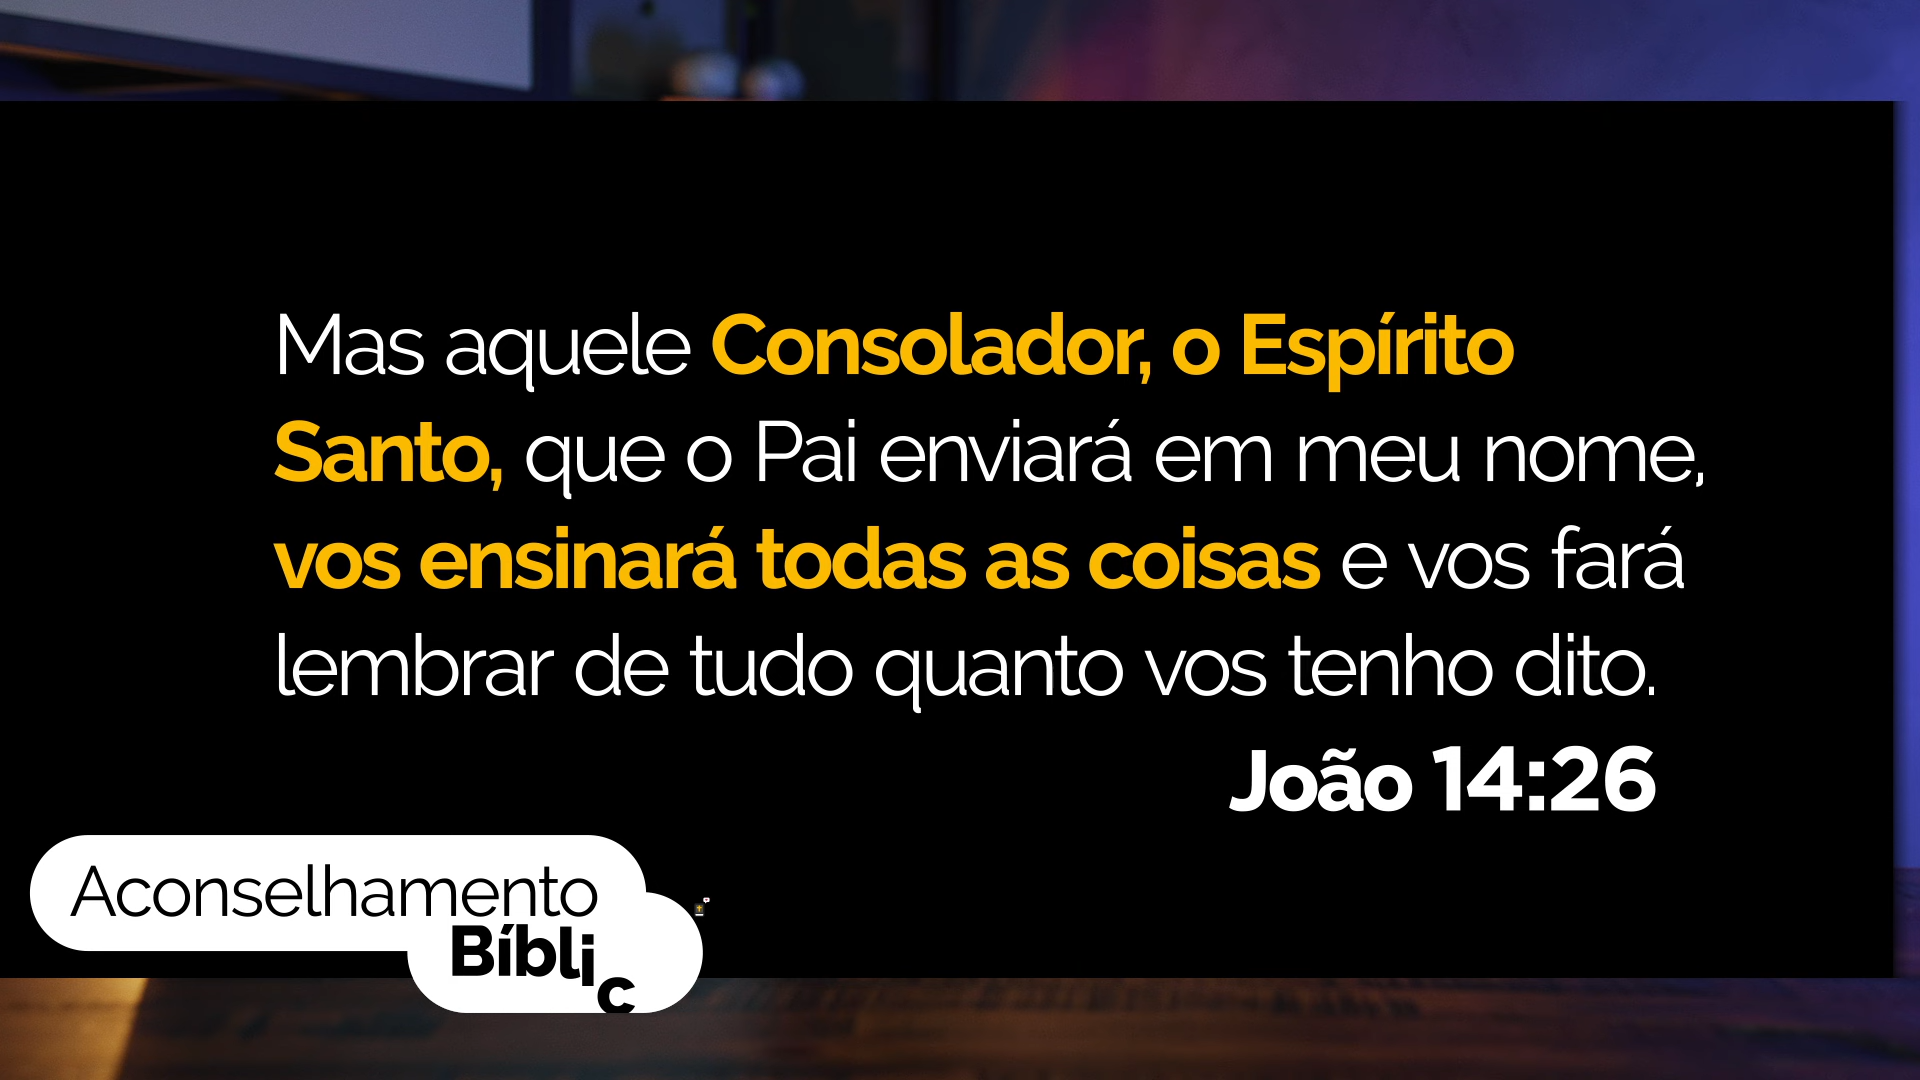 Mas aquele Consolador, o Espírito
Santo, que o Pai enviará em meu nome,
vos ensinará todas as coisas e vos fará
lembrar de tudo quanto vos tenho dito.
João 14:26
Aconselhamento
Bíblic